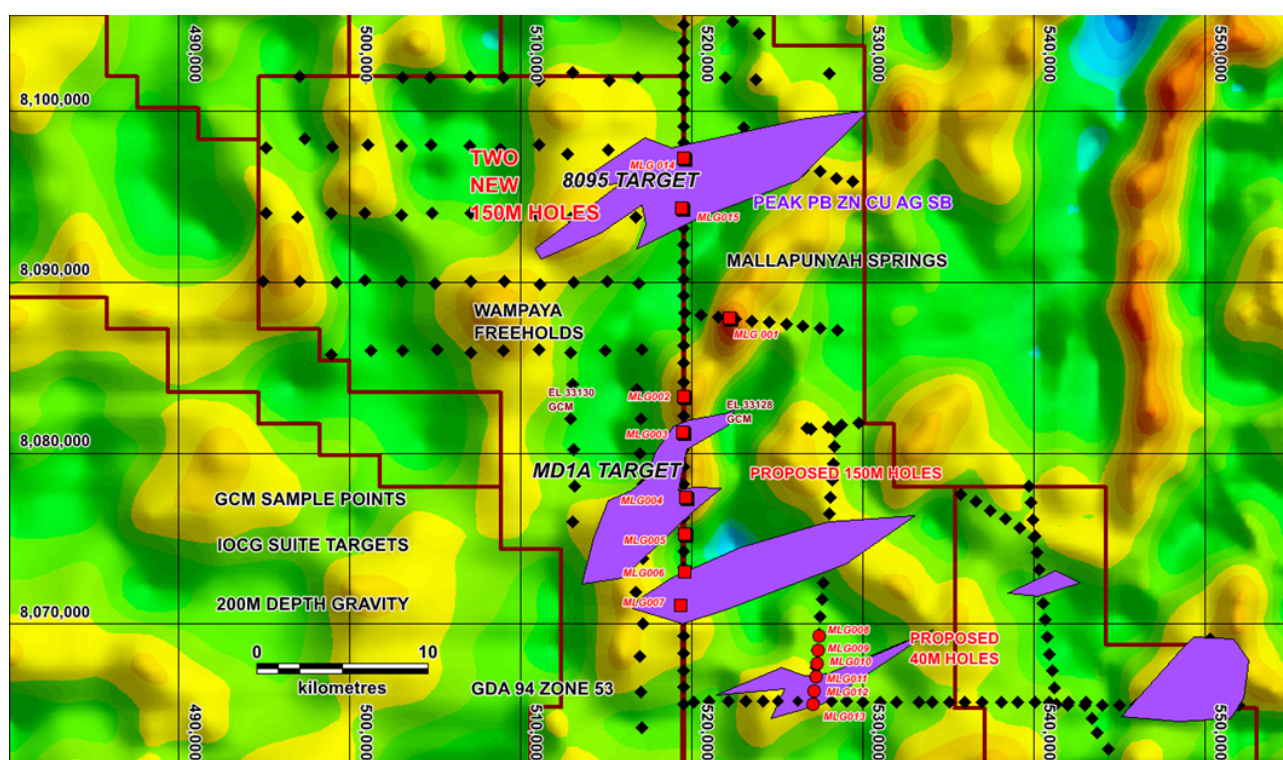 490,000
500,000
510,000
520,000
530,000
540,000
550,000
8,100,000
TWO
NEW
150M HOLES
MLG 014
8095 TARGET
MLG015
PEAK PB ZN CU AG SB
8,090,000
MALLAPUNYAH SPRINGS
WAMPAYA
FREEHOLDS
MLG 001
EL 33130
GCM
MLG002
EL 33128
GCM
MLG003
8,080,000
MD1A TARGET
PROPOSED 150M HOLES
GCM SAMPLE POINTS
MLG004
IOCG SUITE TARGETS
MLG005
MLG006
200M DEPTH GRAVITY
MLG007
8,070,000
MLG008
MLG009
MLG010
MLG011
MLG012
MLG013
PROPOSED
40M HOLES
0 10
kilometres
GDA 94 ZONE 53
490,000
500,000
510,000
520,000
530,000
540,000
550,000